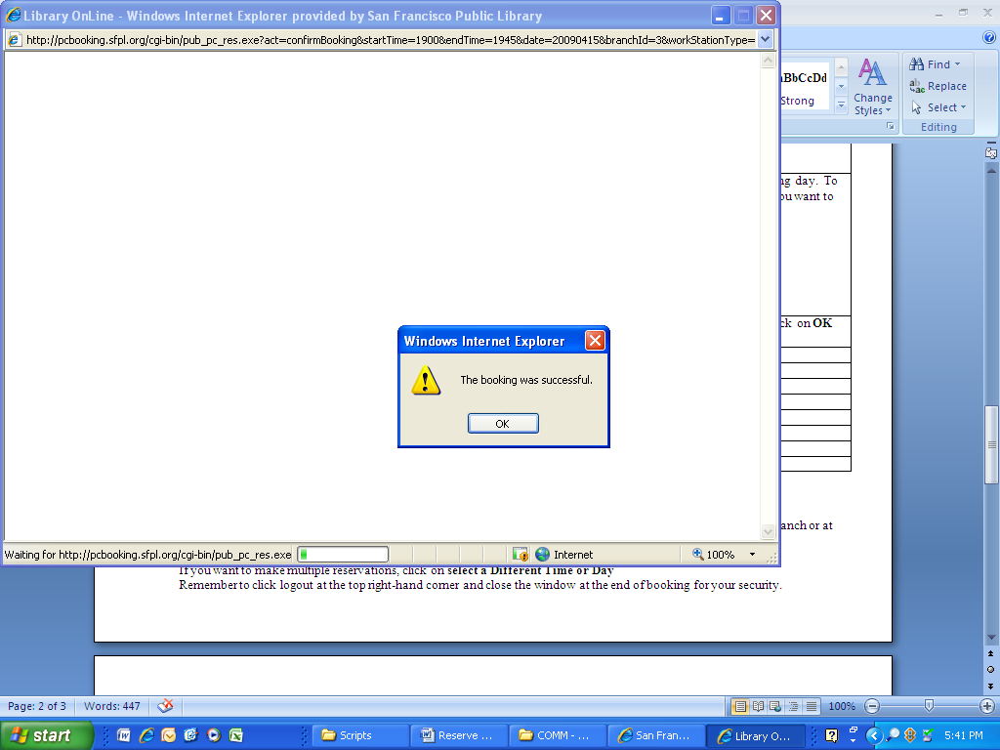 Library OnLine - Windows Internet Explorer provided by San Francisco Public Library
http://pcbooking.sfpl.org/cgi-bin/pub_pc_res.exe?act=confirmBooking&startTime=1900&endTime=1945&date=20090415&branchId=3&workStationType=
BbCcDd
Strong
Change
Styles
Find
Replace
Select
Editing
ng day. To
ou want to
ck on OK
Windows Internet Explorer
The booking was successful.
OK
anch or at
Waiting for http://pcbooking.sfpl.org/cgi-bin/pub_pc_res.exe
Internet
100%
If you want to make multiple reservations, click on select a Different Time or Day
Remember to click logout at the top right-hand corner and close the window at the end of booking for your security.
Page: 2 of 3
Words: 447
100%
start
Scripts
Reserve ...
COMM - ...
San Fran...
Library O...
5:41 PM